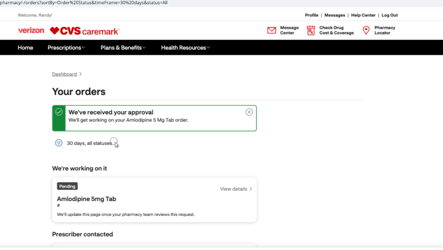 pharmacy/-/orders/sortBy=Order%20Status&timeFrame=30%20days&status=All
Welcome, Randy!
Profile | Messages | Help Center | Log Out
verizon CVS caremark
Message Center
Check Drug Cost & Coverage
Pharmacy Locator
Home Prescriptions Plans & Benefits Health Resources
Dashboard
Your orders
We've received your approval
We'll get working on your Amlodipine 5 Mg Tab order.
30 days, all statuses
We're working on it
Pending
View details
Amlodipine 5mg Tab
#
We'll update this page once your pharmacy team reviews this request.
Prescriber contacted